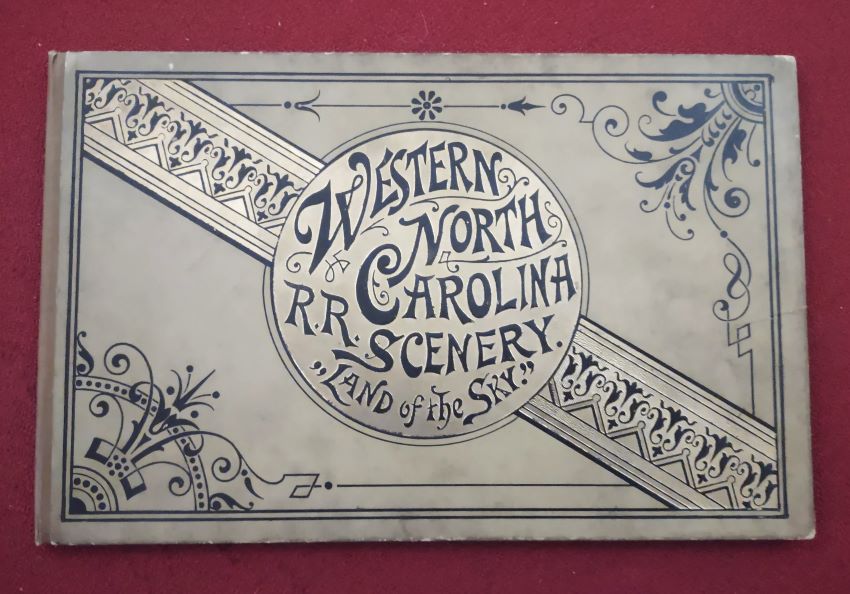 WESTERN
NORTH
CAROLINA
R.R. SCENERY.
„LAND of the SKY.”